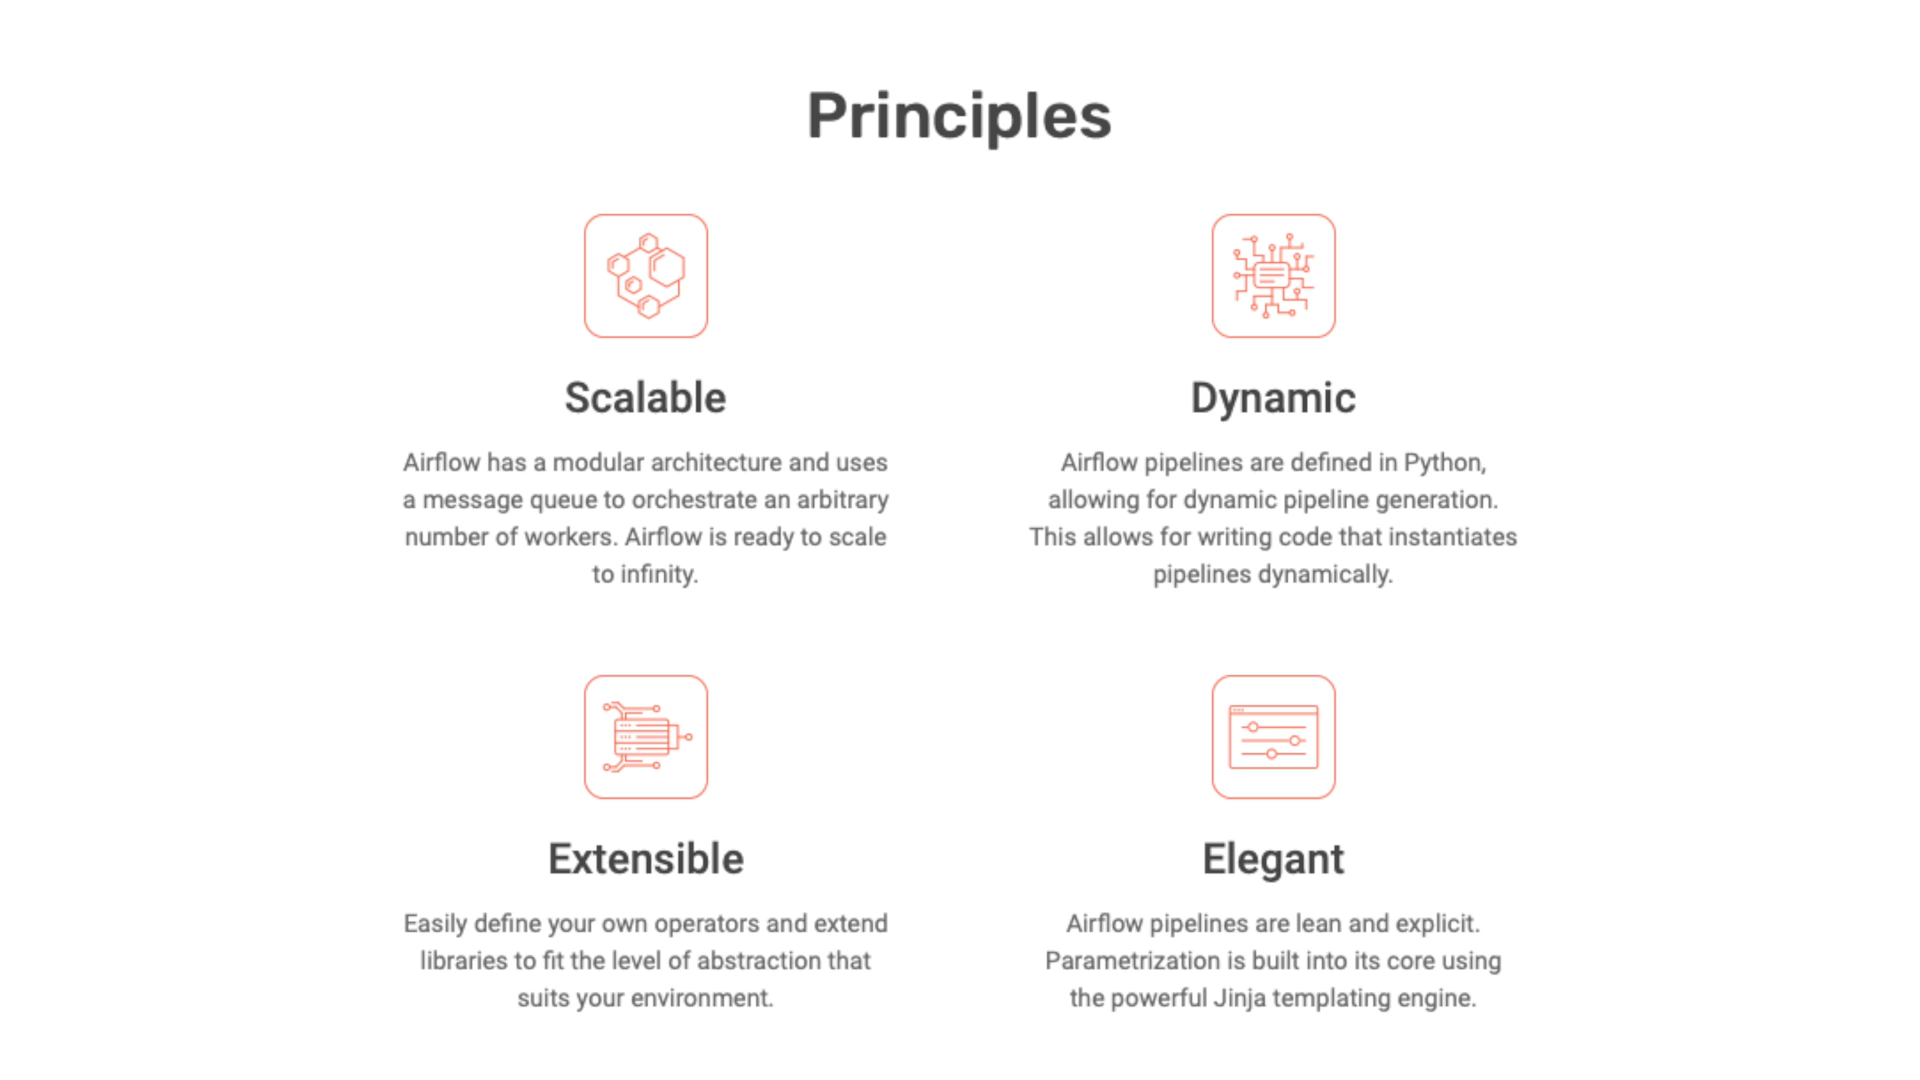 Principles
Scalable
Airflow has a modular architecture and uses
a message queue to orchestrate an arbitrary
number of workers. Airflow is ready to scale
to infinity.
Dynamic
Airflow pipelines are defined in Python,
allowing for dynamic pipeline generation.
This allows for writing code that instantiates
pipelines dynamically.
Extensible
Easily define your own operators and extend
libraries to fit the level of abstraction that
suits your environment.
Elegant
Airflow pipelines are lean and explicit.
Parametrization is built into its core using
the powerful Jinja templating engine.